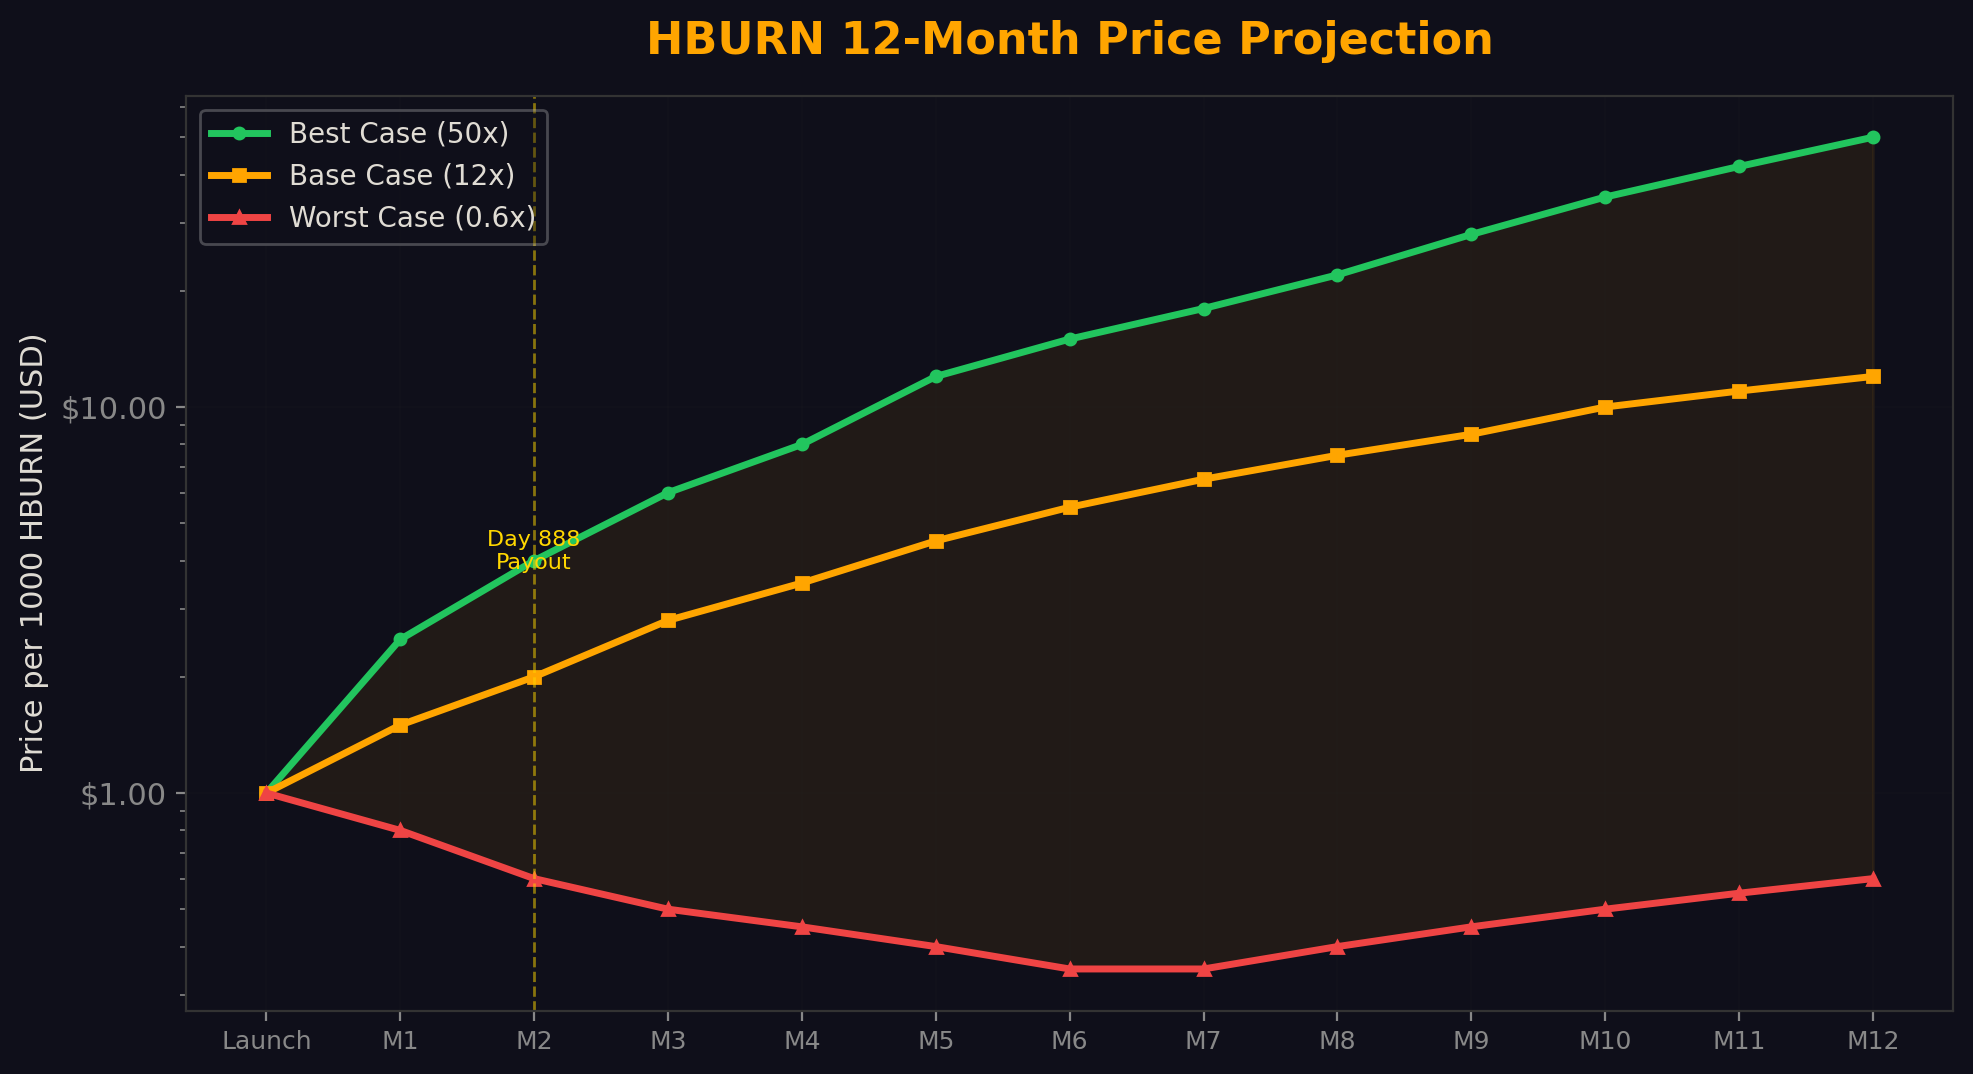 HBURN 12-Month Price Projection
Best Case (50x)
Base Case (12x)
Worst Case (0.6x)
Price per 1000 HBURN (USD)
$10.00
$1.00
Day 888
Payout
Launch
M1
M2
M3
M4
M5
M6
M7
M8
M9
M10
M11
M12